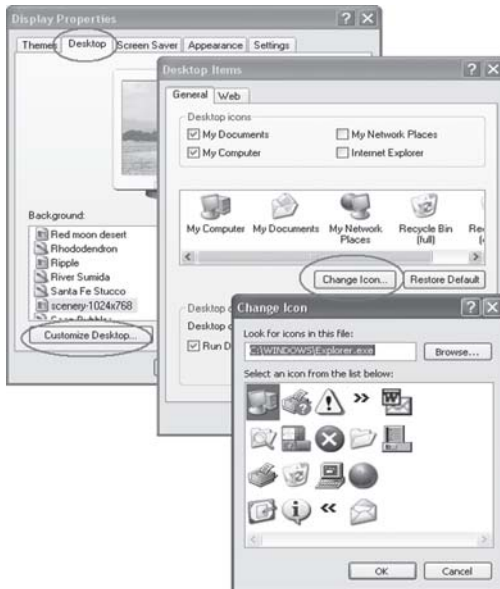 Display Properties
Themes Desktop Screen Saver Appearance Settings
Background:
Red moon desert
Rhododendron
Ripple
River Sumida
Santa Fe Stucco
scenery-1024x768
Customize Desktop...
Desktop Items
General Web
Desktop icons
My Documents
My Network Places
My Computer
Internet Explorer
My Computer
My Documents
My Network
Places
Recycle Bin
(full)
Change Icon...
Restore Default
Desktop
Desktop
Run D
Change Icon
Look for icons in this file:
C:\WINDOWS\Explorer.exe
Browse...
Select an icon from the list below:
OK
Cancel